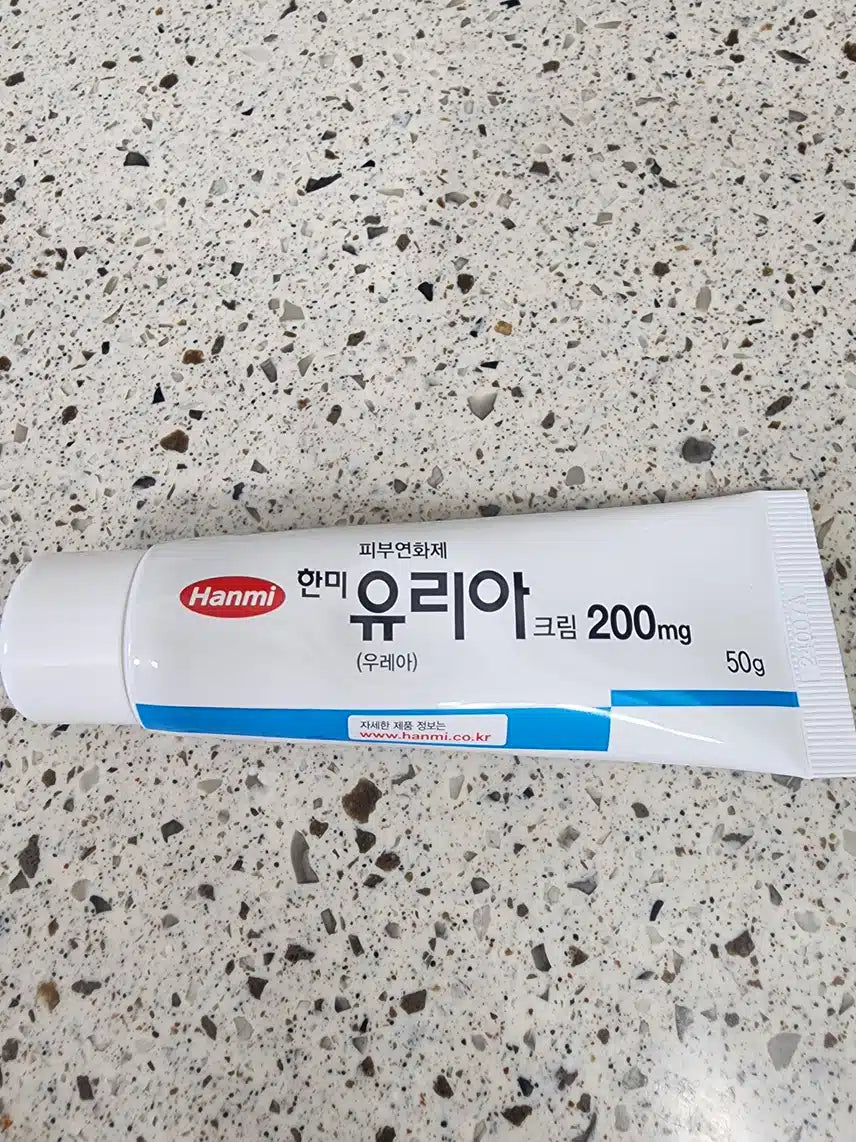 피부연화제
Hanmi 한미 유리아 크림 200mg
(우레아)
50g
자세한 제품 정보는
www.hanmi.co.kr